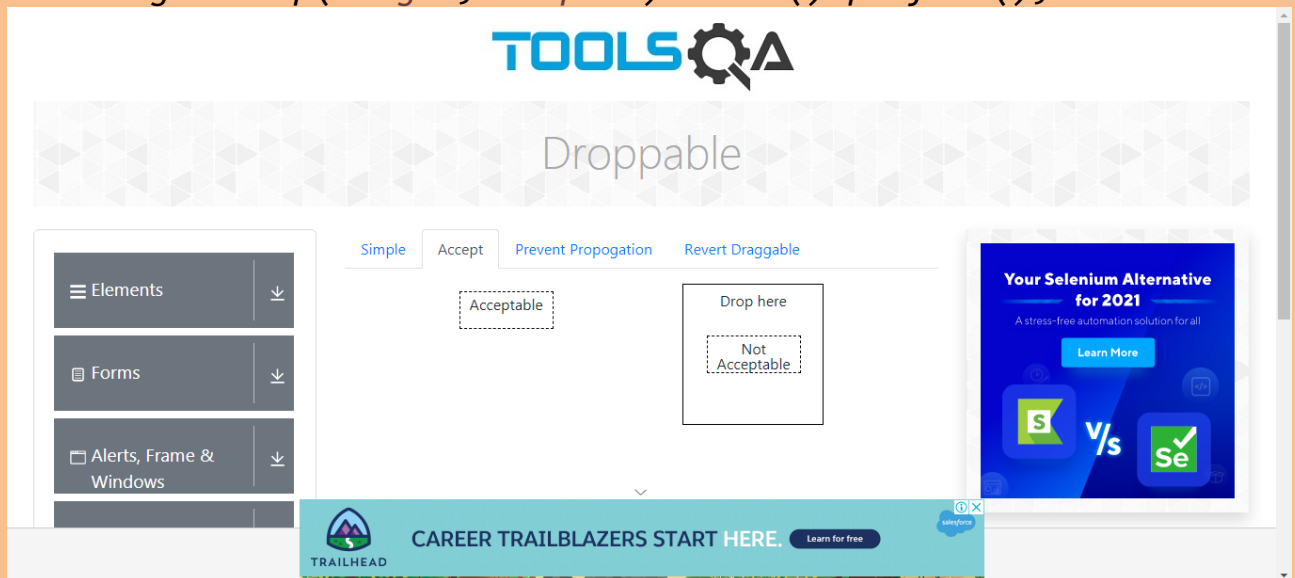 TOOLSQA
Droppable
Elements
Forms
Alerts, Frame &
Windows
Simple
Accept
Prevent Propogation
Revert Draggable
Acceptable
Drop here
Not
Acceptable
Your Selenium Alternative
for 2021
A stress-free automation solution for all
Learn More
S
V/s
Se
TRAILHEAD
CAREER TRAILBLAZERS START HERE.
Learn for free
salesforce